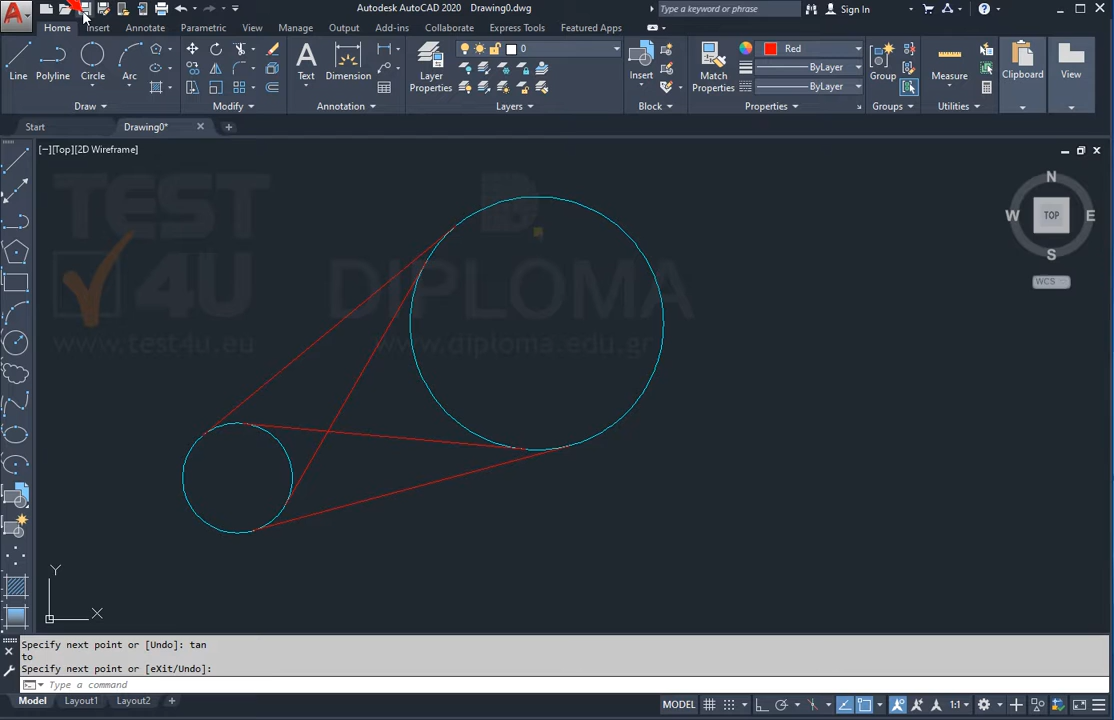 Autodesk AutoCAD 2020 Drawing0.dwg
Type a keyword or phrase
Sign In
Home Insert Annotate Parametric View Manage Output Add-ins Collaborate Express Tools Featured Apps
Line Polyline Circle Arc
Text Dimension
Layer Properties
0
Insert
Match Properties
Red
ByLayer
ByLayer
Group
Measure
Clipboard
View
Draw Modify Annotation Layers Block Properties Groups Utilities
Start Drawing0*
[−][Top][2D Wireframe]
N
W TOP E
S
WCS
TEST
4U
www.test4u.eu
D
DIPLOMA
www.diploma.edu.gr
Y
X
Specify next point or [Undo]: tan
to
Specify next point or [eXit/Undo]:
Type a command
Model Layout1 Layout2
MODEL
1:1